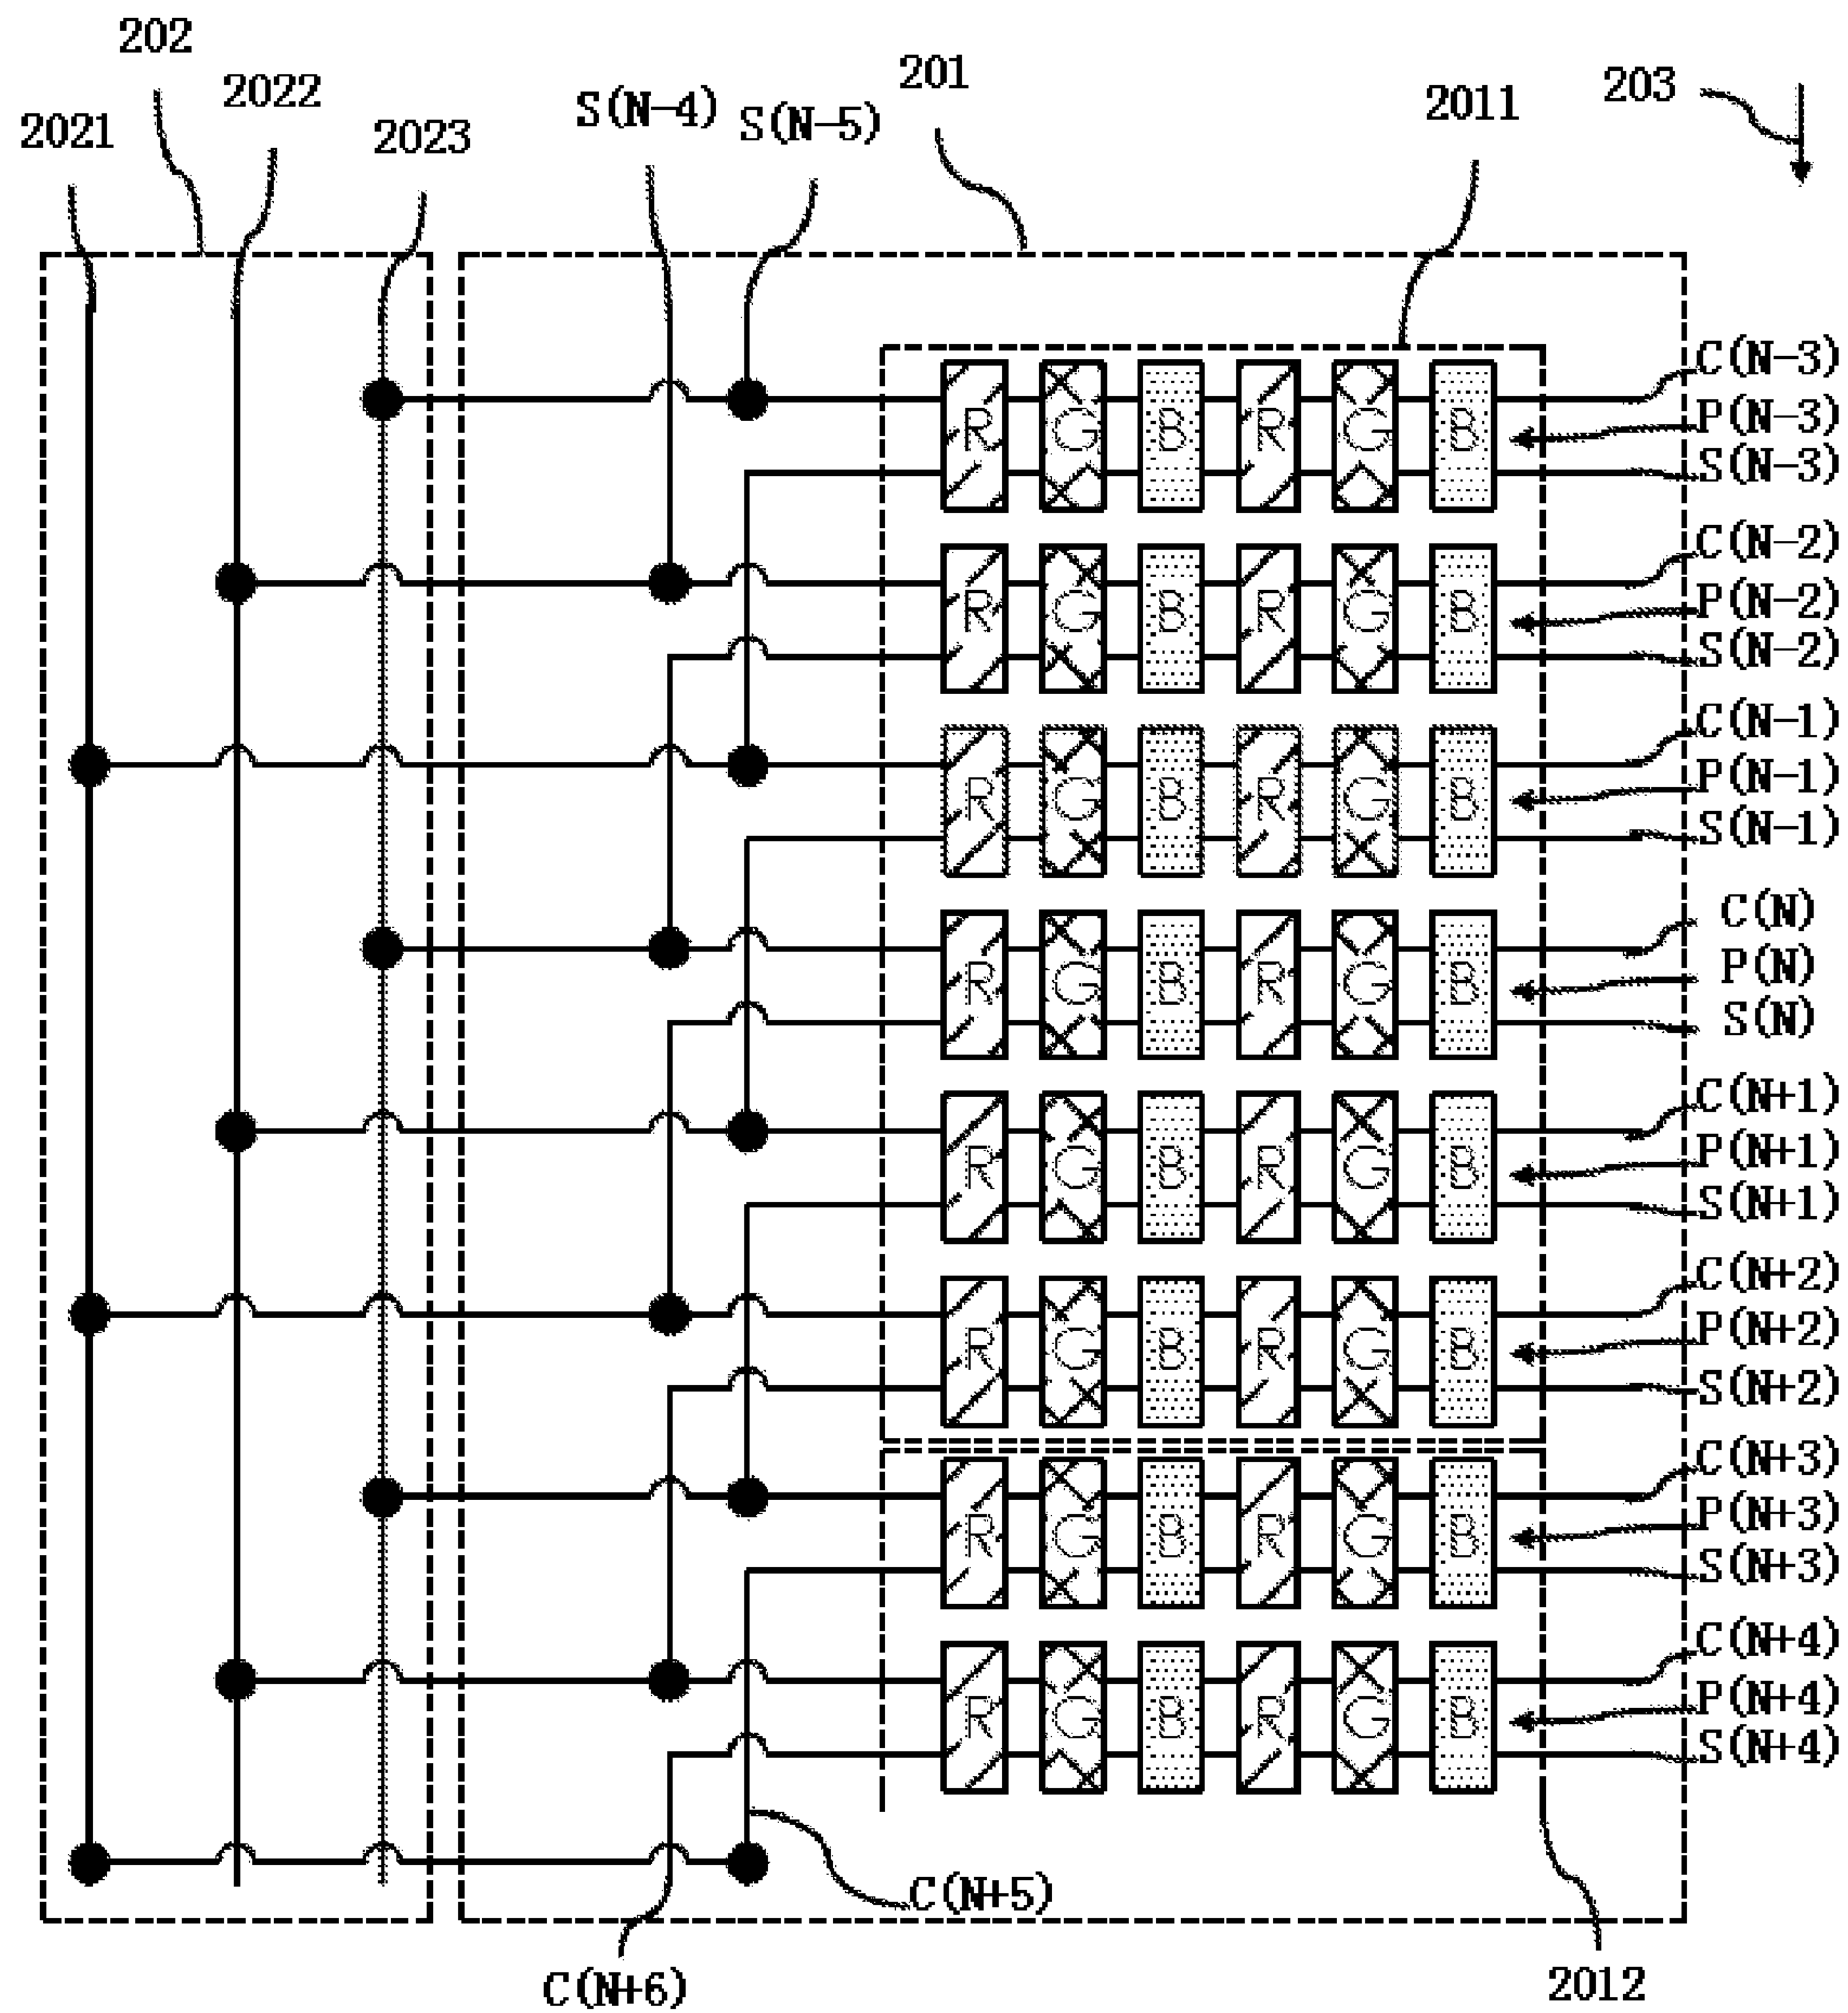 202
2022
2021
2023
S(N-4)
S(N-5)
201
2011
203
R G B R G B
C(N-3)
P(N-3)
S(N-3)
R G B R G B
C(N-2)
P(N-2)
S(N-2)
R G B R G B
C(N-1)
P(N-1)
S(N-1)
R G B R G B
C(N)
P(N)
S(N)
R G B R G B
C(N+1)
P(N+1)
S(N+1)
R G B R G B
C(N+2)
P(N+2)
S(N+2)
R G B R G B
C(N+3)
P(N+3)
S(N+3)
R G B R G B
C(N+4)
P(N+4)
S(N+4)
C(N+5)
C(N+6)
2012